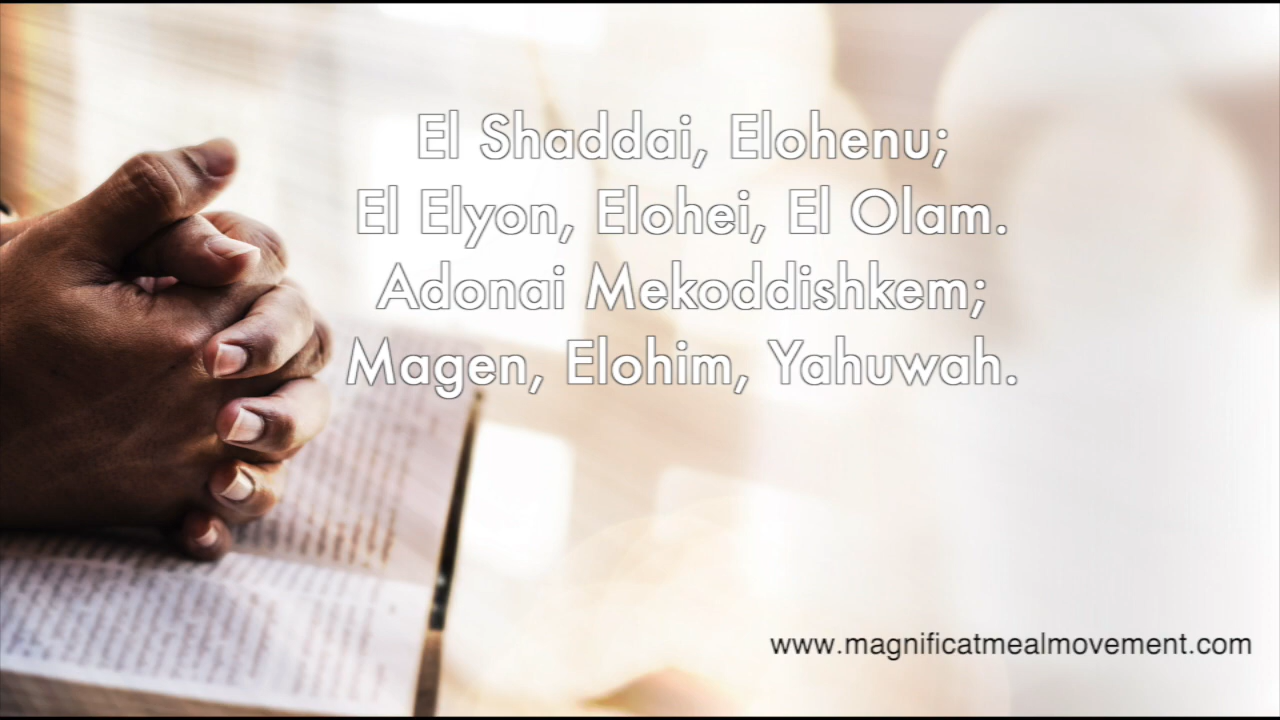 El Shaddai, Elohenu;
El Elyon, Elohei, El Olam.
Adonai Mekoddishkem;
Magen, Elohim, Yahuwah.
www.magnificatmealmovement.com